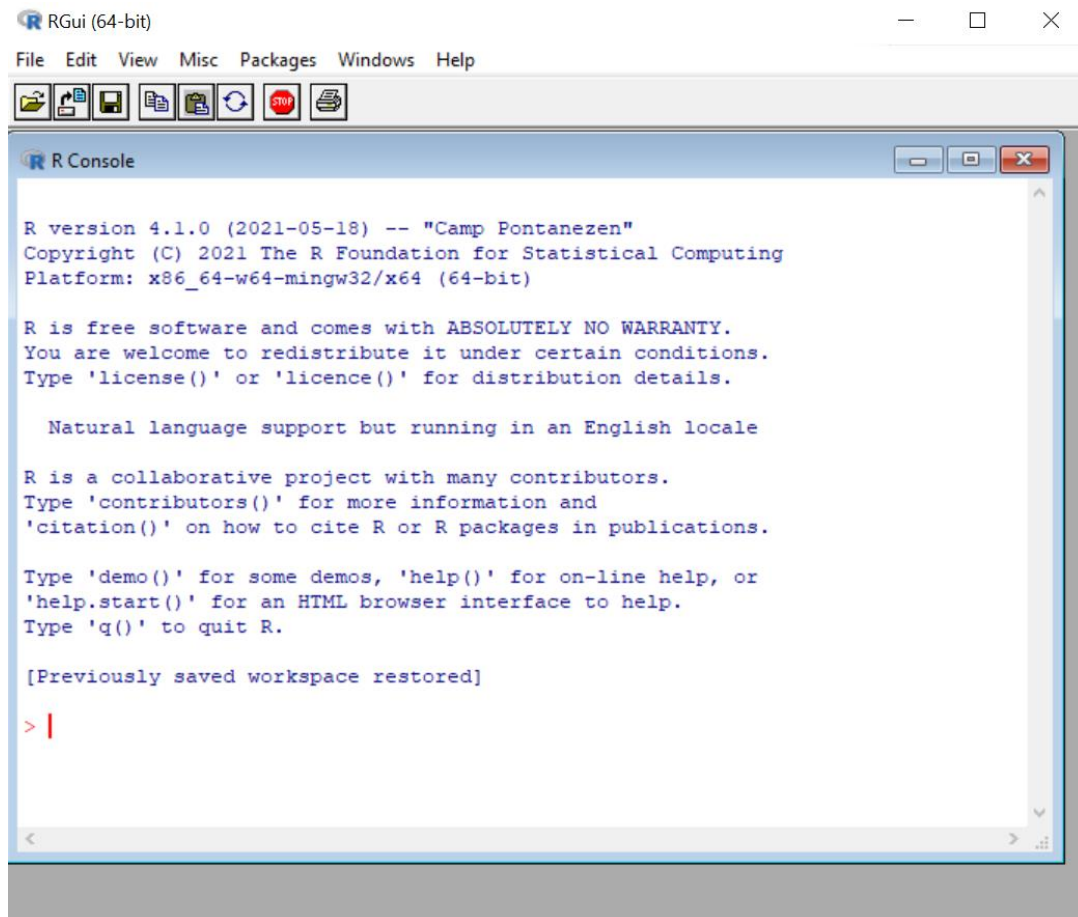 RGui (64-bit)
File Edit View Misc Packages Windows Help
STOP
R Console
R version 4.1.0 (2021-05-18) -- "Camp Pontanezen"
Copyright (C) 2021 The R Foundation for Statistical Computing
Platform: x86_64-w64-mingw32/x64 (64-bit)
R is free software and comes with ABSOLUTELY NO WARRANTY.
You are welcome to redistribute it under certain conditions.
Type 'license()' or 'licence()' for distribution details.
Natural language support but running in an English locale
R is a collaborative project with many contributors.
Type 'contributors()' for more information and
'citation()' on how to cite R or R packages in publications.
Type 'demo()' for some demos, 'help()' for on-line help, or
'help.start()' for an HTML browser interface to help.
Type 'q()' to quit R.
[Previously saved workspace restored]
>